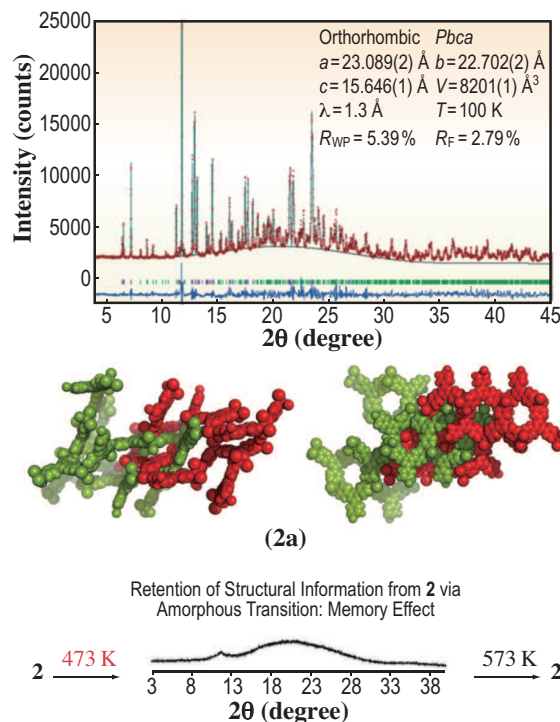 25000
20000
15000
10000
5000
0
Intensity (counts)
Orthorhombic Pbca
a=23.089(2) Å b=22.702(2) Å
c=15.646(1) Å V=8201(1) Å³
λ=1.3 Å T=100 K
R_WP=5.39% R_F=2.79%
5 10 15 20 25 30 35 40 45
2θ (degree)
(2a)
Retention of Structural Information from 2 via
Amorphous Transition: Memory Effect
2 473 K 573 K 2
3 8 13 18 23 28 33 38
2θ (degree)